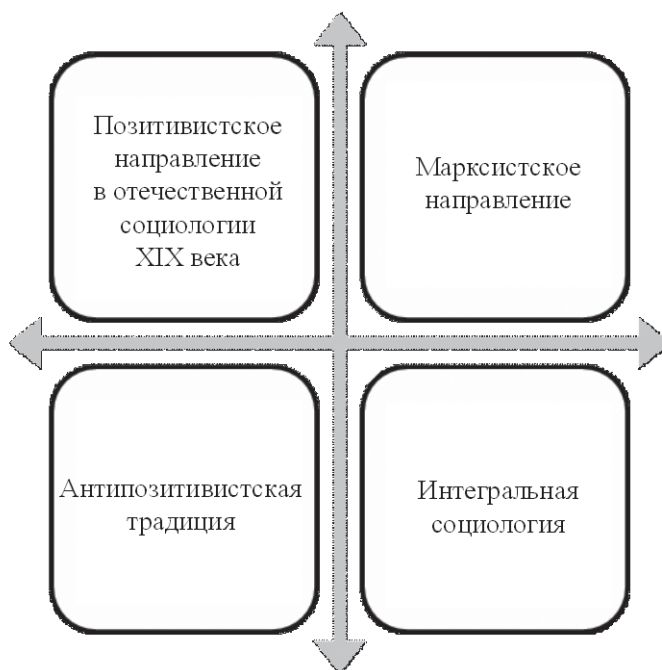 Позитивистское
направление
в отечественной
социологии
XIX века
Марксистское
направление
Антипозитивистская
традиция
Интегральная
социология